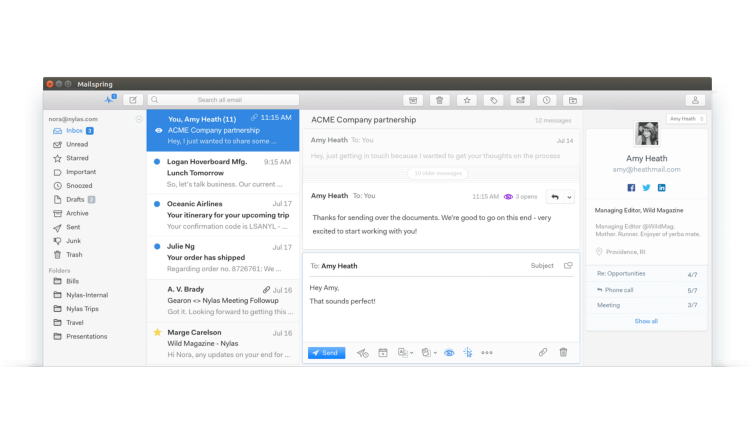 Mailspring
1
Search all email
nora@nylas.com
Inbox 3
Unread
Starred
Important
Snoozed
Drafts 2
Archive
Sent
Junk
Trash
Folders
Bills
Nylas-Internal
Nylas Trips
Travel
Presentations
You, Amy Heath (11) 11:15 AM
ACME Company partnership
Hey, I just wanted to share some ...
Logan Hoverboard Mfg. 9:15 AM
Lunch Tomorrow
So, let's talk business. Our current ...
Oceanic Airlines Jul 17
Your itinerary for your upcoming trip
Your confirmation code is LSANYL - ...
Julie Ng Jul 17
Your order has shipped
Regarding order no. 8726761; We ...
A. V. Brady Jul 16
Gearon <> Nylas Meeting Followup
Got it. Looking forward to getting this ...
Marge Carelson Jul 16
Wild Magazine - Nylas
Hi Nora, any updates on your end for ...
ACME Company partnership 12 messages
Amy Heath To: You Jul 14
Hey, just getting in touch because I wanted to get your thoughts on the process
10 older messages
Amy Heath To: You 11:15 AM 3 opens
Thanks for sending over the documents. We're good to go on this end - very
excited to start working with you!
To: Amy Heath Subject
Hey Amy,
That sounds perfect!
Send
Amy Heath
Amy Heath
amy@heathmail.com
Managing Editor, Wild Magazine
Managing Editor @WildMag.
Mother. Runner. Enjoyer of yerba mate.
Providence, RI
Re: Opportunities 4/7
Phone call 5/7
Meeting 3/7
Show all